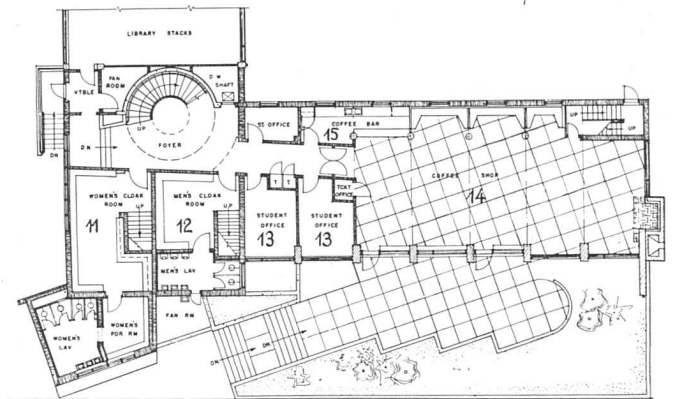 LIBRARY STACKS
VTBLE
FAN
ROOM
D W
SHAFT
UP
DN
DN
FOYER
ST. OFFICE
COFFEE BAR
15
UP
UP
WOMEN'S CLOAK
ROOM
UP
11
MEN'S CLOAK
ROOM
UP
12
T
T
TCKT
OFFICE
COFFEE SHOP
14
STUDENT
OFFICE
13
STUDENT
OFFICE
13
MEN'S LAV
FAN RM
WOMEN'S
PDR. RM
WOMEN'S
LAV
DN
DN